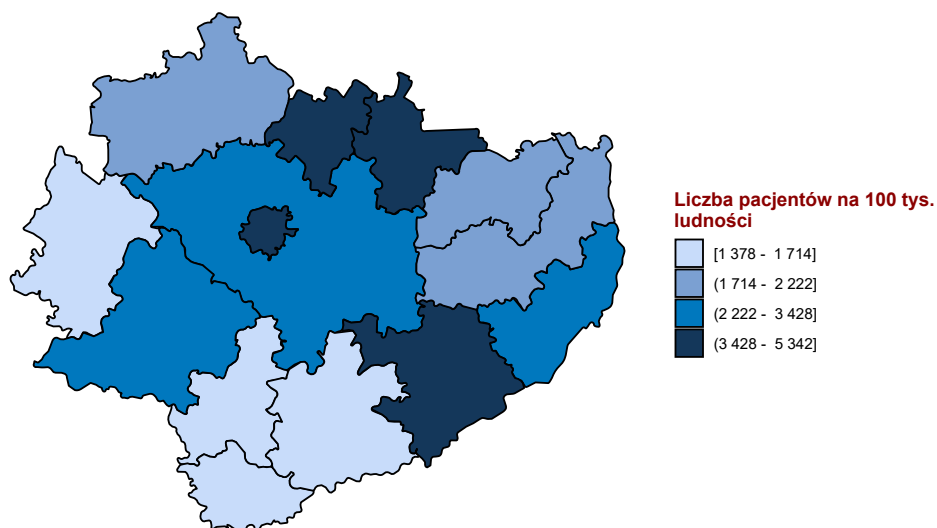 Liczba pacjentów na 100 tys.
ludności
[1 378 - 1 714]
(1 714 - 2 222]
(2 222 - 3 428]
(3 428 - 5 342]